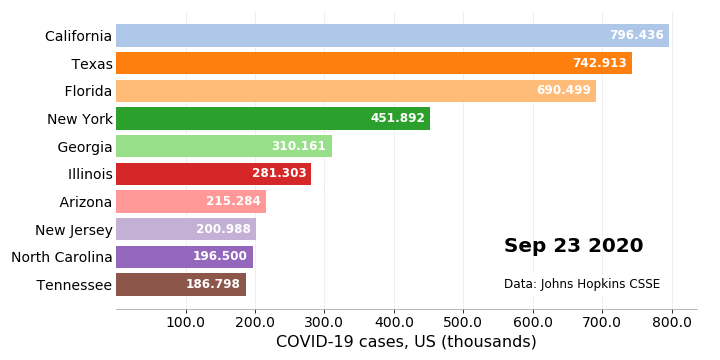 California 796.436
Texas 742.913
Florida 690.499
New York 451.892
Georgia 310.161
Illinois 281.303
Arizona 215.284
New Jersey 200.988
North Carolina 196.500
Tennessee 186.798
Sep 23 2020
Data: Johns Hopkins CSSE
100.0 200.0 300.0 400.0 500.0 600.0 700.0 800.0
COVID-19 cases, US (thousands)